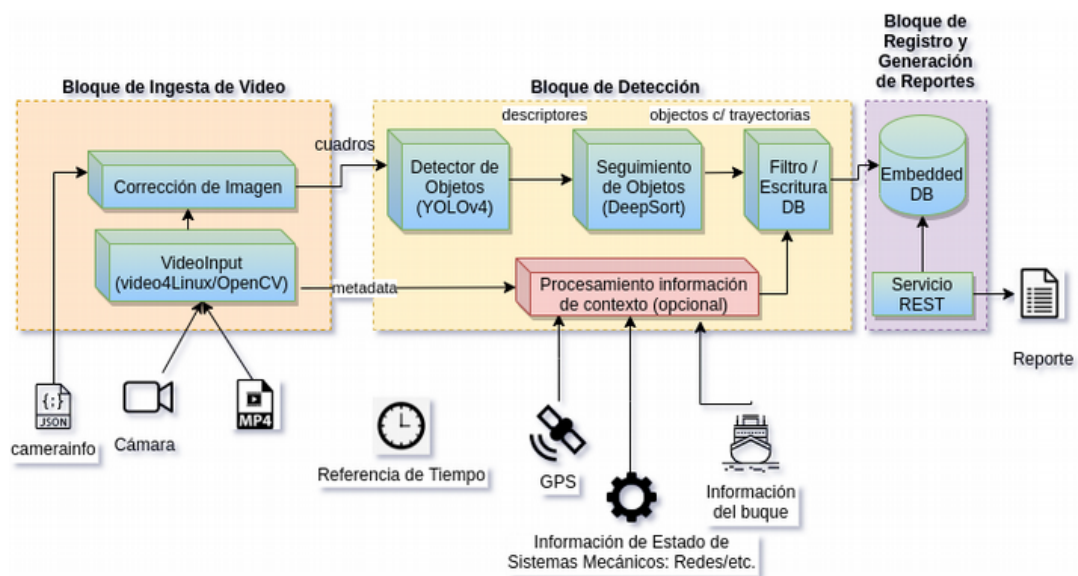 Bloque de
Registro y
Generación
de Reportes
Bloque de Ingesta de Video
Bloque de Detección
descriptores
objectos c/ trayectorias
cuadros
Corrección de Imagen
Detector de
Objetos
(YOLOv4)
Seguimiento
de Objetos
(DeepSort)
Filtro /
Escritura
DB
Embedded
DB
VideoInput
(video4Linux/OpenCV)
metadata
Procesamiento información
de contexto (opcional)
Servicio
REST
Reporte
{:}
JSON
camerainfo
Cámara
MP4
Referencia de Tiempo
GPS
Información
del buque
Información de Estado de
Sistemas Mecánicos: Redes/etc.